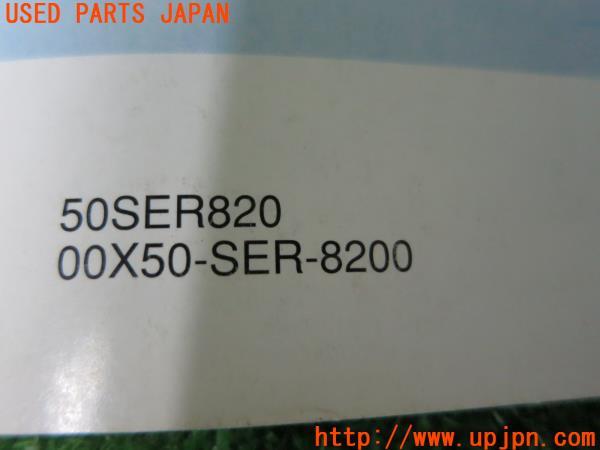 USED PARTS JAPAN
50SER820
00X50-SER-8200
http://www.upjpn.com/